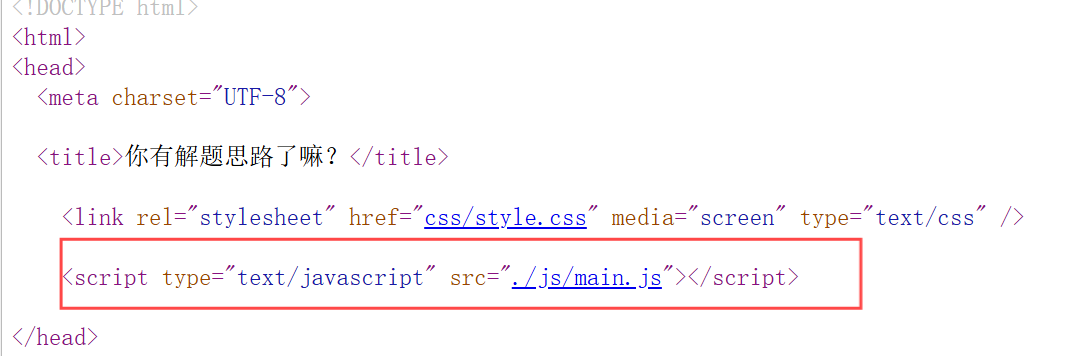 <!DOCTYPE html>
<html>
<head>
<meta charset="UTF-8">
<title>你有解题思路了嘛？</title>
<link rel="stylesheet" href="css/style.css" media="screen" type="text/css" />
<script type="text/javascript" src="./js/main.js"></script>
</head>